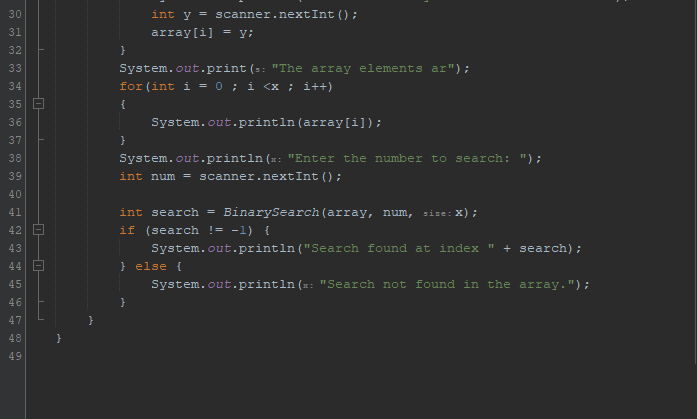 30 int y = scanner.nextInt();
31 array[i] = y;
32 }
33 System.out.print(s: "The array elements ar");
34 for(int i = 0 ; i <x ; i++)
35 {
36 System.out.println(array[i]);
37 }
38 System.out.println(x: "Enter the number to search: ");
39 int num = scanner.nextInt();
40
41 int search = BinarySearch(array, num, size: x);
42 if (search != -1) {
43 System.out.println("Search found at index " + search);
44 } else {
45 System.out.println(x: "Search not found in the array.");
46 }
47 }
48 }
49